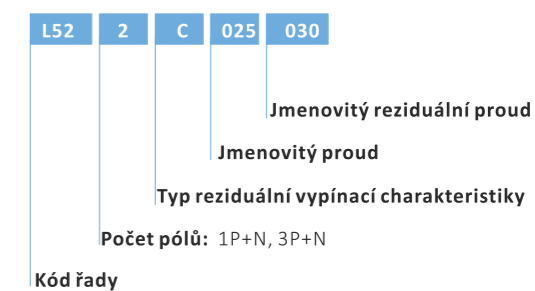 L52 2 C 025 030
Jmenovitý reziduální proud
Jmenovitý proud
Typ reziduální vypínací charakteristiky
Počet pólů: 1P+N, 3P+N
Kód řady